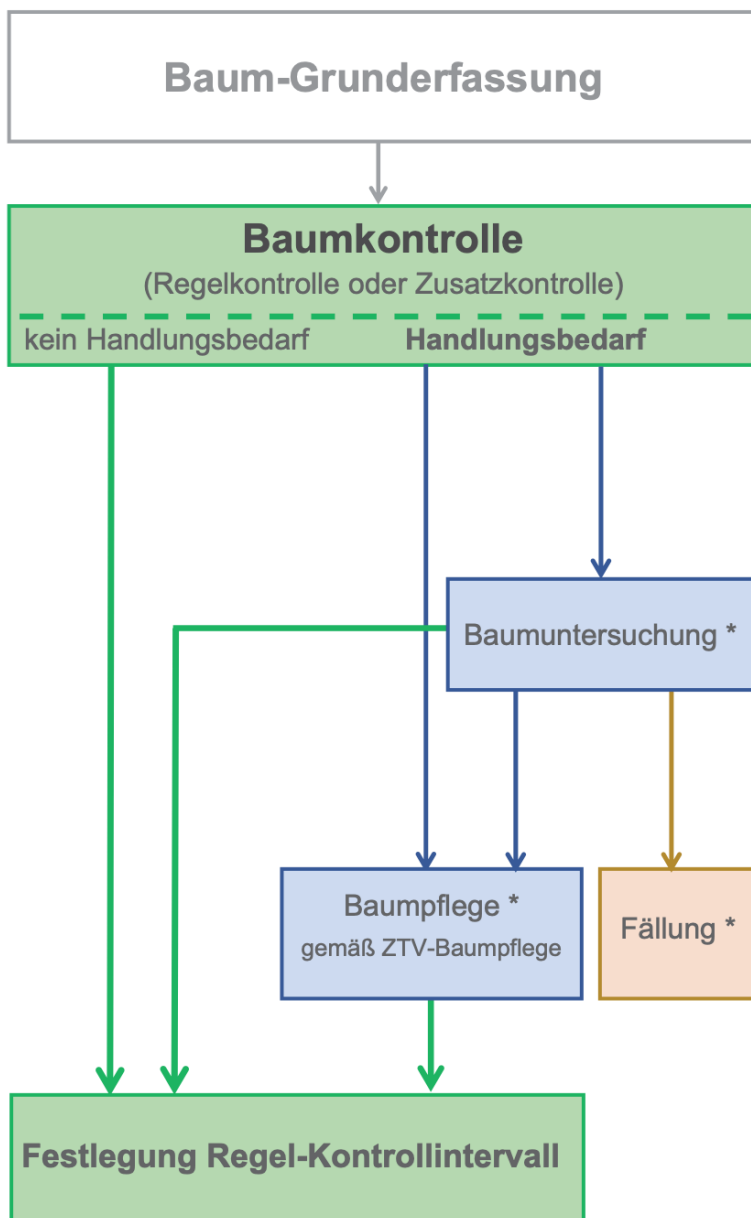 Baum-Grunderfassung
Baumkontrolle
(Regelkontrolle oder Zusatzkontrolle)
kein Handlungsbedarf
Handlungsbedarf
Baumuntersuchung *
Baumpflege *
gemäß ZTV-Baumpflege
Fällung *
Festlegung Regel-Kontrollintervall